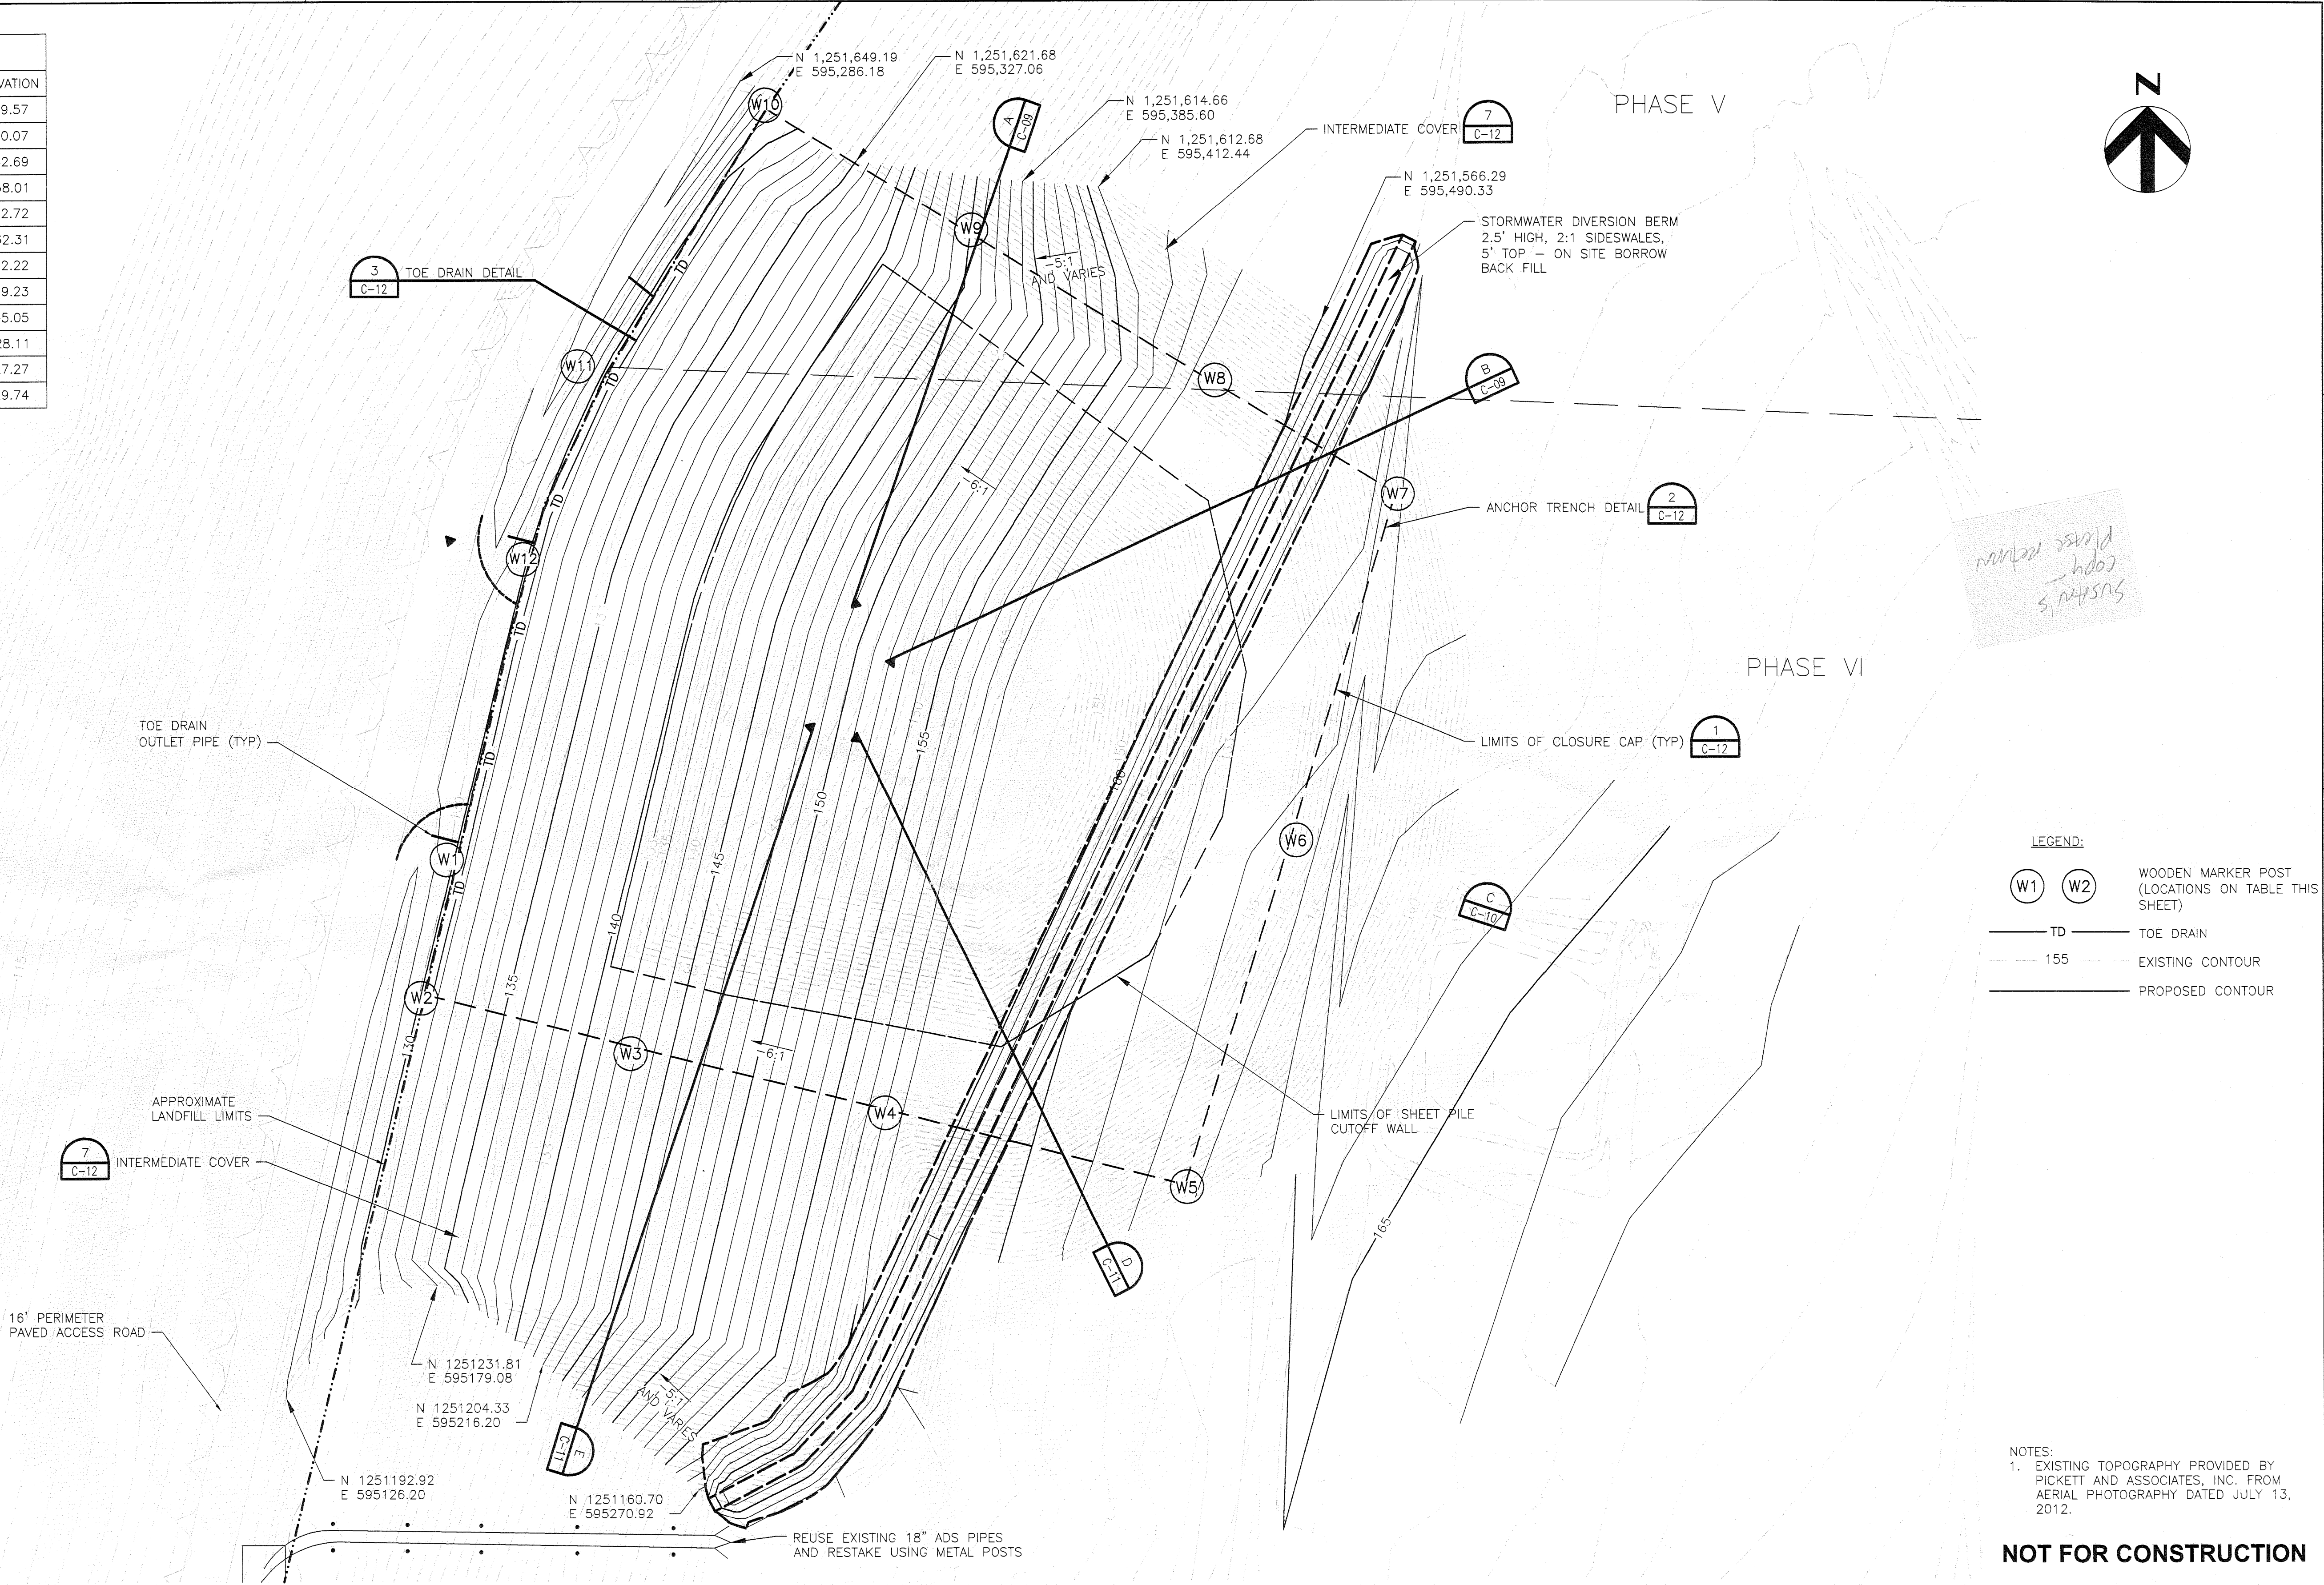 VATION
9.57
0.07
2.69
8.01
2.72
52.31
2.22
9.23
5.05
28.11
7.27
9.74
N 1,251,649.19
E 595,286.18
N 1,251,621.68
E 595,327.06
N 1,251,614.66
E 595,385.60
N 1,251,612.68
E 595,412.44
N 1,251,566.29
E 595,490.33
INTERMEDIATE COVER
7
C-12
PHASE V
N
STORMWATER DIVERSION BERM
2.5' HIGH, 2:1 SIDESWALES,
5' TOP – ON SITE BORROW
BACK FILL
A
C-09
W10
W9
W8
W7
W11
W12
3
C-12
TOE DRAIN DETAIL
TD
TD
TD
TD
TD
TD
–5:1
AND VARIES
–6:1
B
C-09
ANCHOR TRENCH DETAIL
2
C-12
SUSAN'S
COPY –
Please return
PHASE VI
LIMITS OF CLOSURE CAP (TYP)
1
C-12
TOE DRAIN
OUTLET PIPE (TYP)
155
150
145
140
135
130
W1
W2
W3
W4
W5
W6
–6:1
C
C-10
D
C-11
165
LIMITS OF SHEET PILE
CUTOFF WALL
APPROXIMATE
LANDFILL LIMITS
7
C-12
INTERMEDIATE COVER
16' PERIMETER
PAVED ACCESS ROAD
N 1251231.81
E 595179.08
N 1251204.33
E 595216.20
N 1251192.92
E 595126.20
–5:1
AND VARIES
E
C-11
N 1251160.70
E 595270.92
REUSE EXISTING 18" ADS PIPES
AND RESTAKE USING METAL POSTS
LEGEND:
W1 W2 WOODEN MARKER POST
(LOCATIONS ON TABLE THIS
SHEET)
TD TOE DRAIN
155 EXISTING CONTOUR
PROPOSED CONTOUR
NOTES:
1. EXISTING TOPOGRAPHY PROVIDED BY
PICKETT AND ASSOCIATES, INC. FROM
AERIAL PHOTOGRAPHY DATED JULY 13,
2012.
NOT FOR CONSTRUCTION